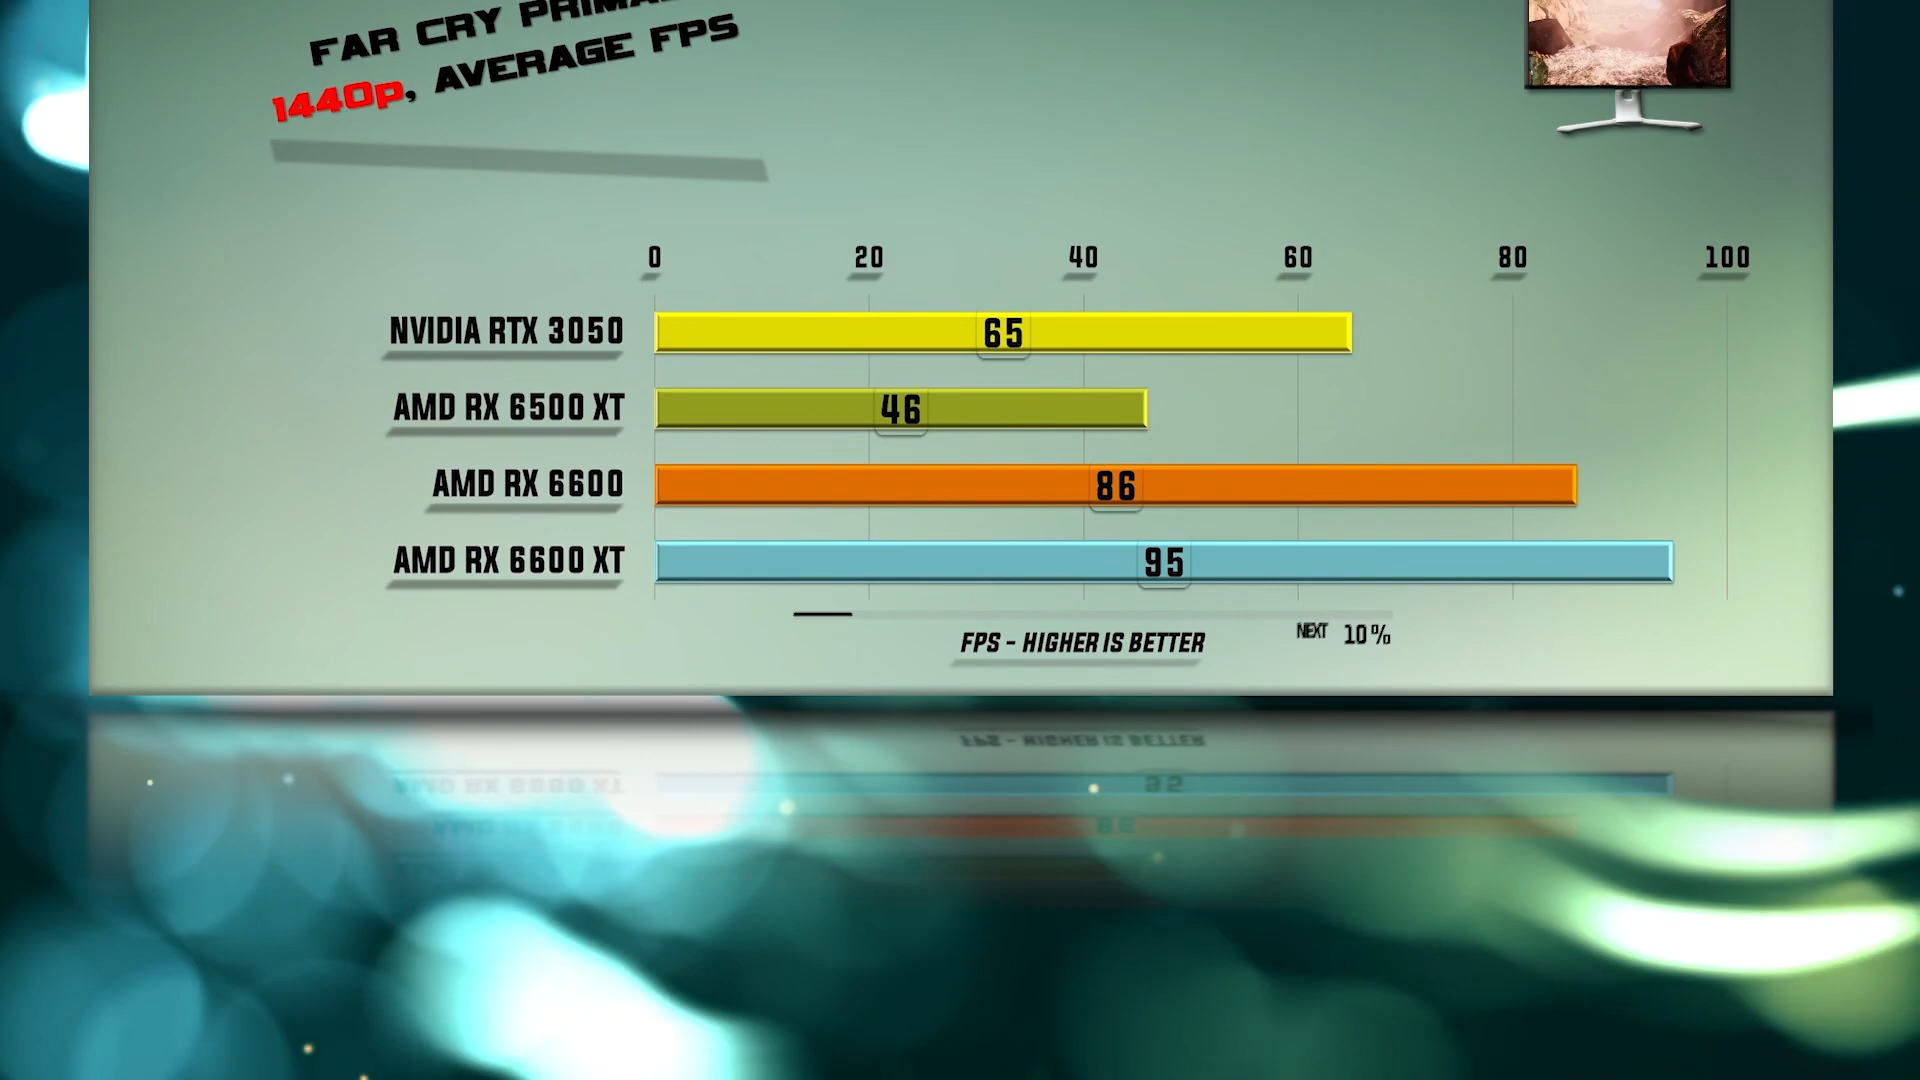 FAR CRY
1440p, AVERAGE FPS
0 20 40 60 80 100
NVIDIA RTX 3050 65
AMD RX 6500 XT 46
AMD RX 6600 86
AMD RX 6600 XT 95
NEXT 10%
FPS - HIGHER IS BETTER